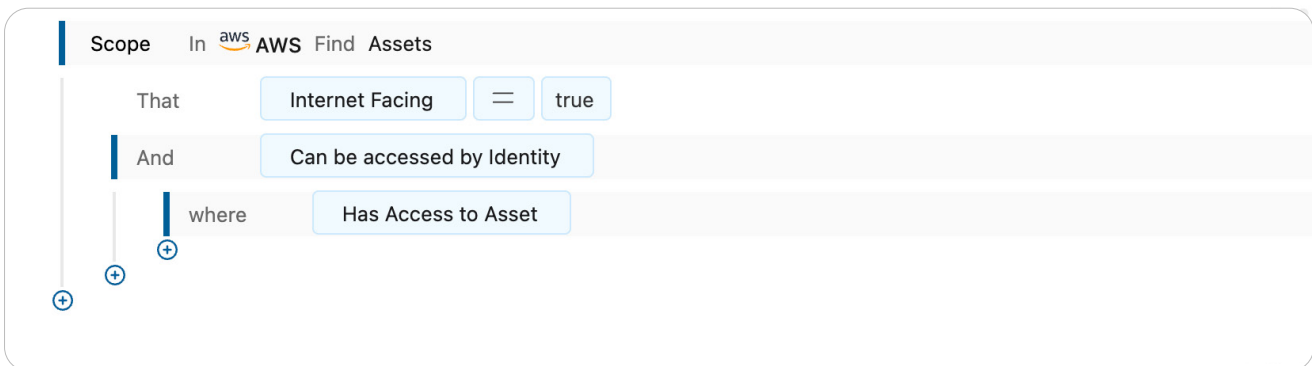 Scope In aws AWS Find Assets
That Internet Facing = true
And Can be accessed by Identity
where Has Access to Asset